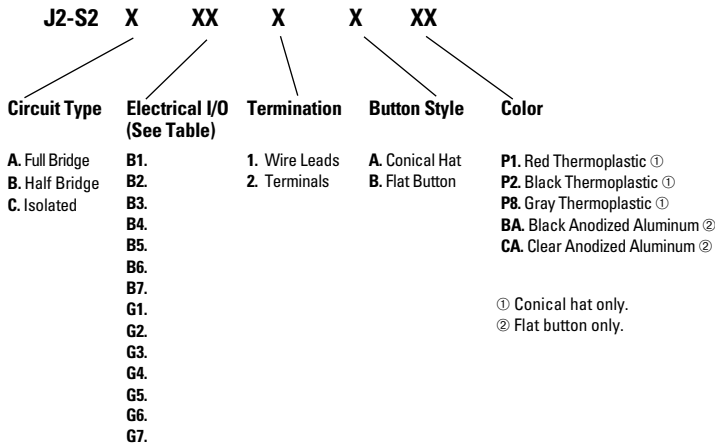 J2-S2 X XX X X XX
Circuit Type
A. Full Bridge
B. Half Bridge
C. Isolated
Electrical I/O
(See Table)
B1.
B2.
B3.
B4.
B5.
B6.
B7.
G1.
G2.
G3.
G4.
G5.
G6.
G7.
Termination
1. Wire Leads
2. Terminals
Button Style
A. Conical Hat
B. Flat Button
Color
P1. Red Thermoplastic ①
P2. Black Thermoplastic ①
P8. Gray Thermoplastic ①
BA. Black Anodized Aluminum ②
CA. Clear Anodized Aluminum ②
① Conical hat only.
② Flat button only.